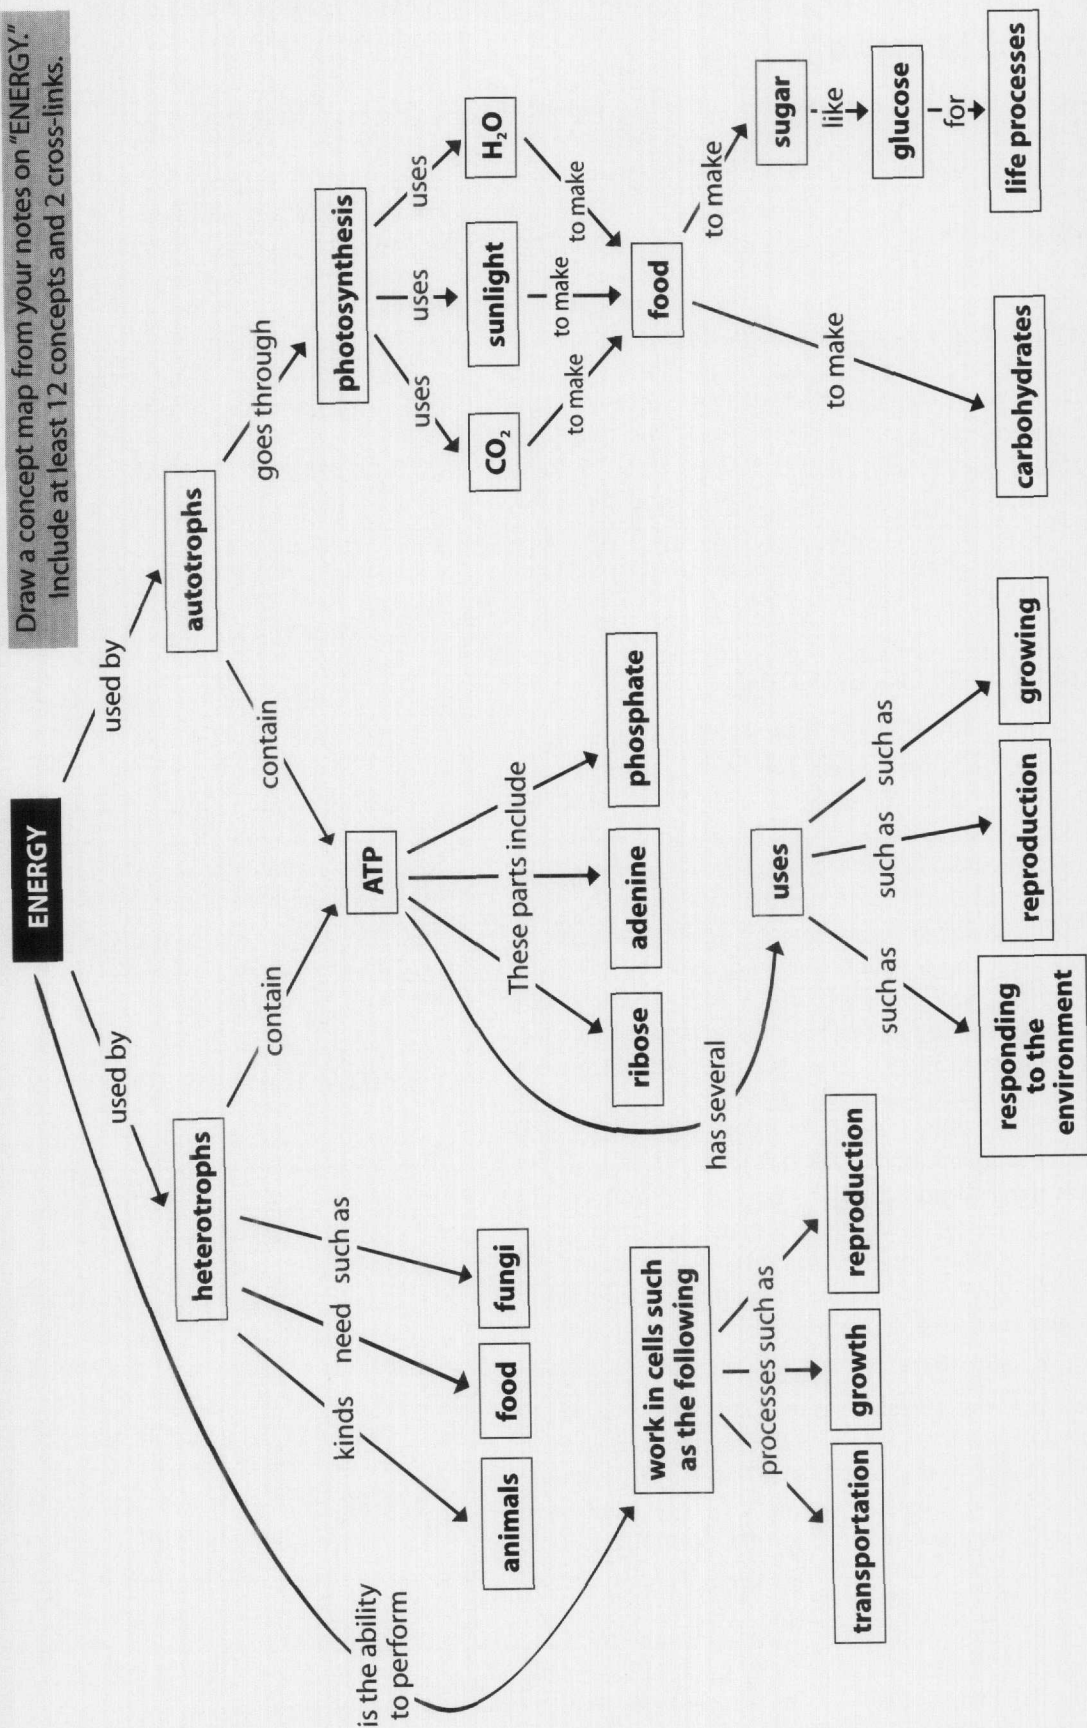 Draw a concept map from your notes on "ENERGY."
Include at least 12 concepts and 2 cross-links.
ENERGY
used by
used by
is the ability
to perform
heterotrophs
autotrophs
contain
contain
goes through
kinds
need
such as
ATP
photosynthesis
uses
uses
uses
animals
food
fungi
These parts include
CO₂
sunlight
H₂O
to make
to make
to make
ribose
adenine
phosphate
food
work in cells such
as the following
has several
to make
to make
processes such as
uses
sugar
like
transportation
growth
reproduction
such as
such as
such as
glucose
for
responding
to the
environment
reproduction
growing
carbohydrates
life processes